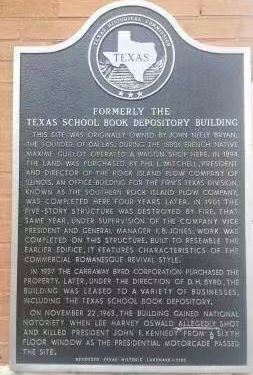 TEXAS HISTORICAL COMMISSION
TEXAS
FORMERLY THE
TEXAS SCHOOL BOOK DEPOSITORY BUILDING
THIS SITE WAS ORIGINALLY OWNED BY JOHN NEELY BRYAN,
THE FOUNDER OF DALLAS. DURING THE 1880S FRENCH NATIVE
MAXIME GUILLOT OPERATED A WAGON SHOP HERE. IN 1894
THE LAND WAS PURCHASED BY PHIL L. MITCHELL, PRESIDENT
AND DIRECTOR OF THE ROCK ISLAND PLOW COMPANY OF
ILLINOIS. AN OFFICE BUILDING FOR THE FIRM'S TEXAS DIVISION,
KNOWN AS THE SOUTHERN ROCK ISLAND PLOW COMPANY,
WAS COMPLETED HERE FOUR YEARS LATER. IN 1901 THE
FIVE-STORY STRUCTURE WAS DESTROYED BY FIRE. THAT
SAME YEAR, UNDER SUPERVISION OF THE COMPANY VICE
PRESIDENT AND GENERAL MANAGER F. B. JONES, WORK WAS
COMPLETED ON THIS STRUCTURE. BUILT TO RESEMBLE THE
EARLIER EDIFICE, IT FEATURES CHARACTERISTICS OF THE
COMMERCIAL ROMANESQUE REVIVAL STYLE.
IN 1937 THE CARRAWAY BYRD CORPORATION PURCHASED THE
PROPERTY. LATER, UNDER THE DIRECTION OF D. H. BYRD, THE
BUILDING WAS LEASED TO A VARIETY OF BUSINESSES,
INCLUDING THE TEXAS SCHOOL BOOK DEPOSITORY.
ON NOVEMBER 22, 1963, THE BUILDING GAINED NATIONAL
NOTORIETY WHEN LEE HARVEY OSWALD ALLEGEDLY SHOT
AND KILLED PRESIDENT JOHN F. KENNEDY FROM A SIXTH
FLOOR WINDOW AS THE PRESIDENTIAL MOTORCADE PASSED
THE SITE.
RECORDED TEXAS HISTORIC LANDMARK-1980